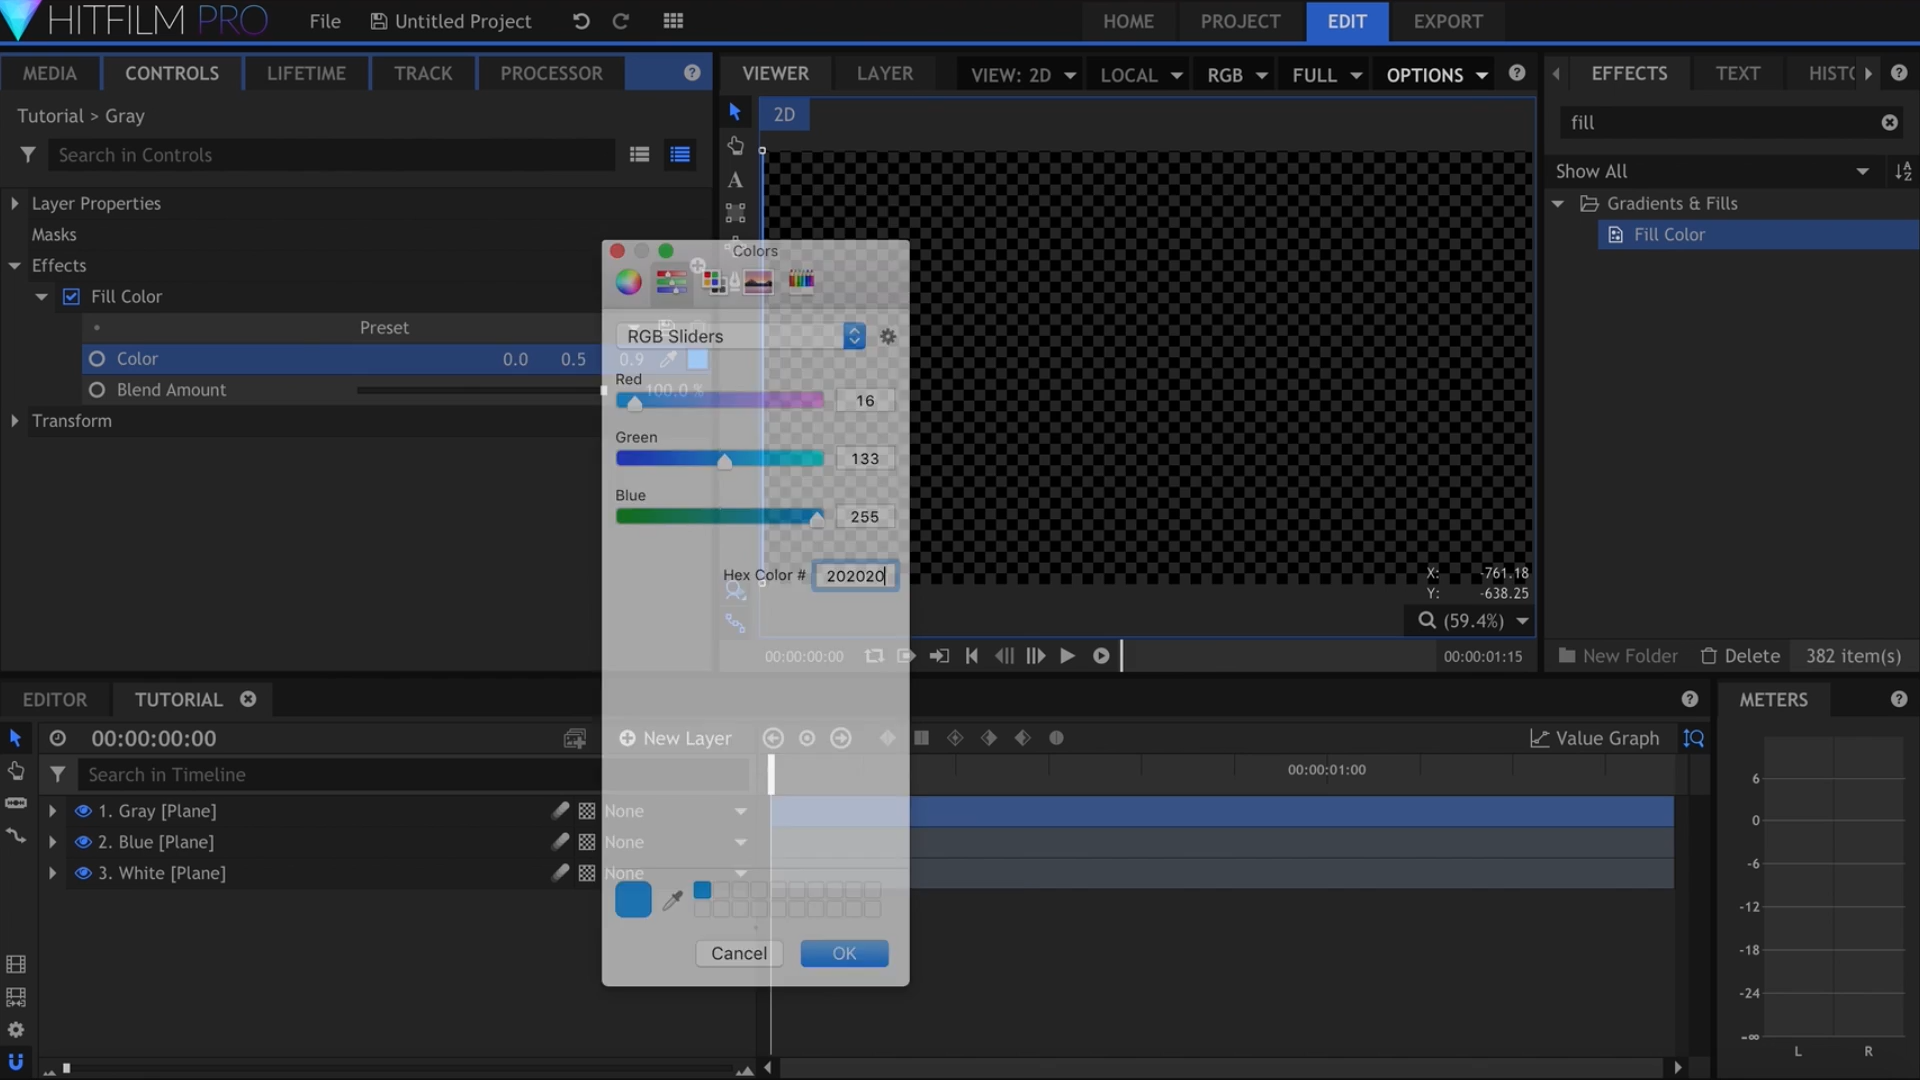 HITFILM PRO File Untitled Project HOME PROJECT EDIT EXPORT
MEDIA CONTROLS LIFETIME TRACK PROCESSOR
VIEWER LAYER VIEW: 2D LOCAL RGB FULL OPTIONS
EFFECTS TEXT HISTO
Tutorial > Gray
2D
fill
Search in Controls
A
Show All
Layer Properties
Gradients & Fills
Masks
Fill Color
Effects
Colors
Fill Color
Preset
RGB Sliders
Color 0.0 0.5 0.9
Red
Blend Amount 100.0 %
16
Transform
Green
133
Blue
255
Hex Color # 202020
X: -761.18
Y: -638.25
(59.4%)
00:00:00:00 00:00:01:15
New Folder Delete 382 item(s)
EDITOR TUTORIAL METERS
00:00:00:00 New Layer Value Graph
Search in Timeline 00:00:01:00
1. Gray [Plane] None
2. Blue [Plane] None
3. White [Plane] None
Cancel OK
6
0
-6
-12
-18
-24
-∞
L R